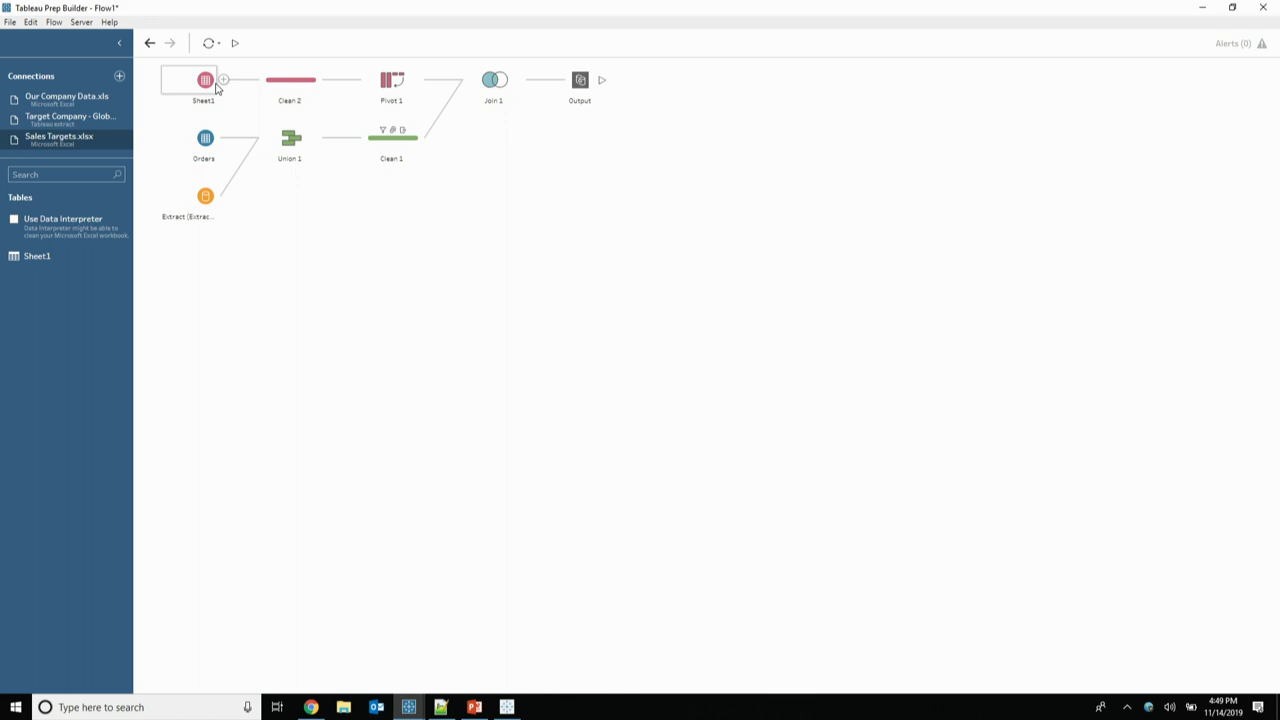 Tableau Prep Builder - Flow1*
File Edit Flow Server Help
Alerts (0)
Connections
Our Company Data.xls
Microsoft Excel
Target Company - Glob...
Tableau extract
Sales Targets.xlsx
Microsoft Excel
Search
Tables
Use Data Interpreter
Data Interpreter might be able to
clean your Microsoft Excel workbook.
Sheet1
Sheet1 Clean 2 Pivot 1 Join 1 Output
Orders Union 1 Clean 1
Extract (Extrac...
Type here to search
4:49 PM
11/14/2019